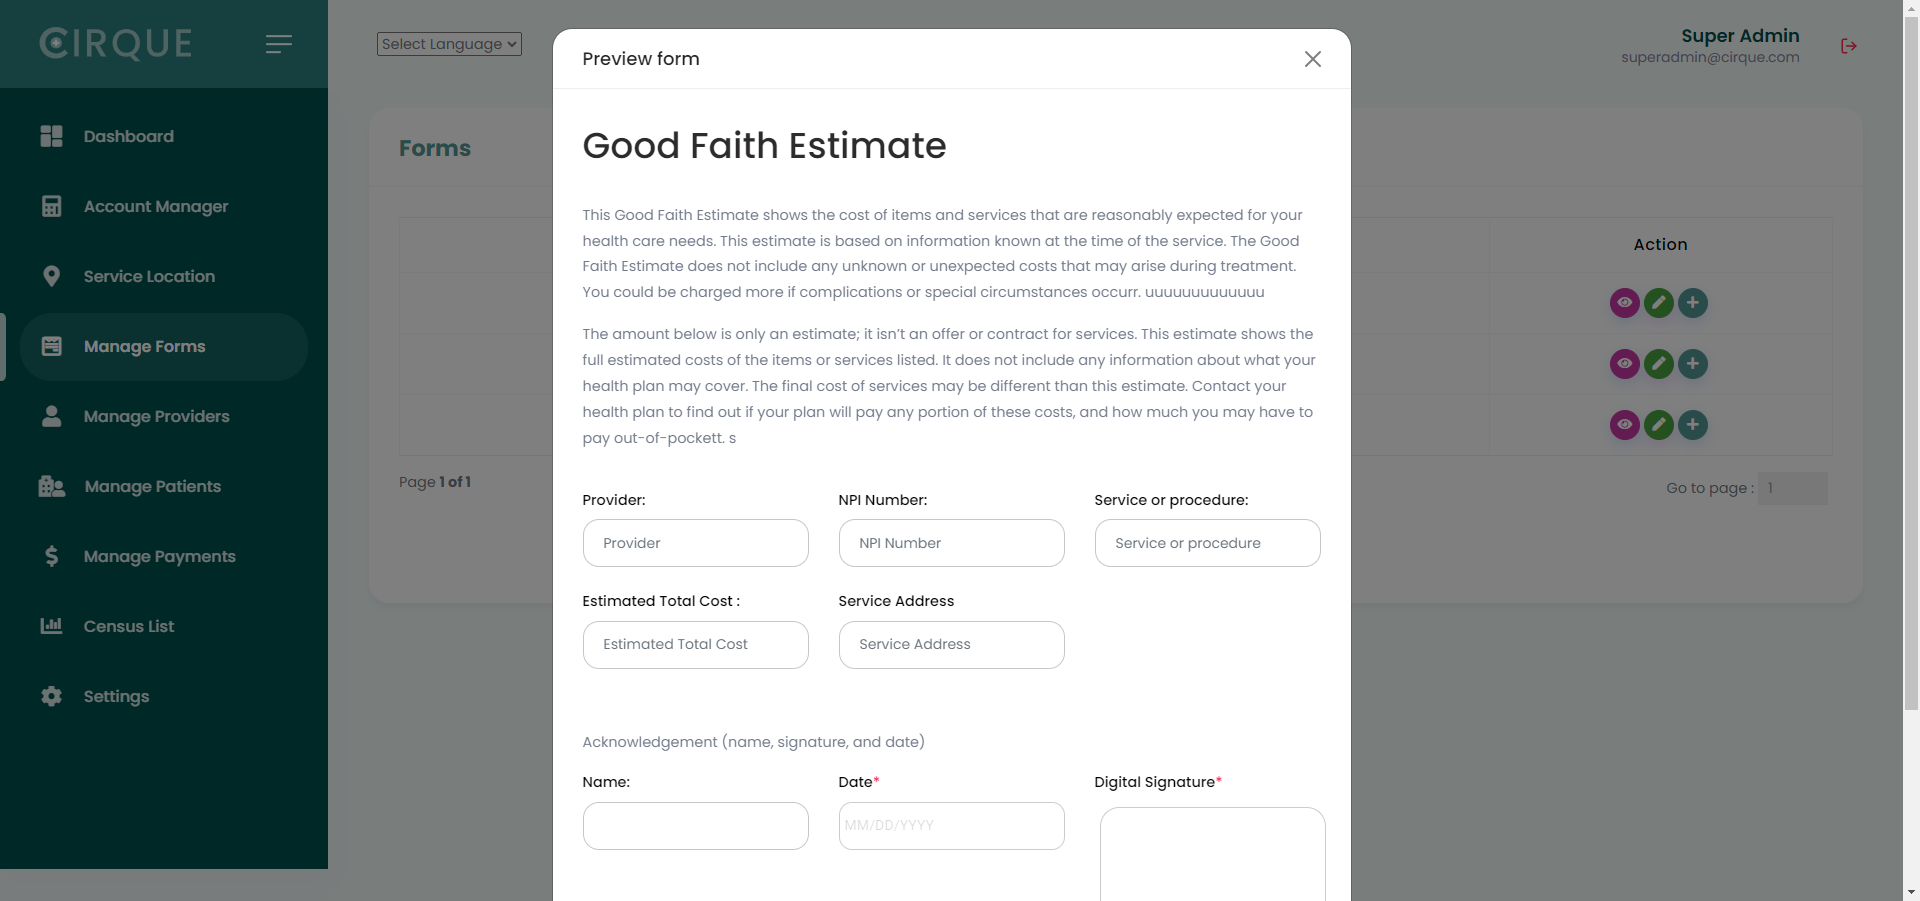 CIRQUE
Select Language
Super Admin
superadmin@cirque.com
Dashboard
Account Manager
Service Location
Manage Forms
Manage Providers
Manage Patients
Manage Payments
Census List
Settings
Forms
Action
Page 1 of 1
Go to page : 1
Preview form
Good Faith Estimate
This Good Faith Estimate shows the cost of items and services that are reasonably expected for your
health care needs. This estimate is based on information known at the time of the service. The Good
Faith Estimate does not include any unknown or unexpected costs that may arise during treatment.
You could be charged more if complications or special circumstances occurr. uuuuuuuuuuuuu
The amount below is only an estimate; it isn’t an offer or contract for services. This estimate shows the
full estimated costs of the items or services listed. It does not include any information about what your
health plan may cover. The final cost of services may be different than this estimate. Contact your
health plan to find out if your plan will pay any portion of these costs, and how much you may have to
pay out-of-pockett. s
Provider: NPI Number: Service or procedure:
Provider NPI Number Service or procedure
Estimated Total Cost : Service Address
Estimated Total Cost Service Address
Acknowledgement (name, signature, and date)
Name: Date* Digital Signature*
MM/DD/YYYY